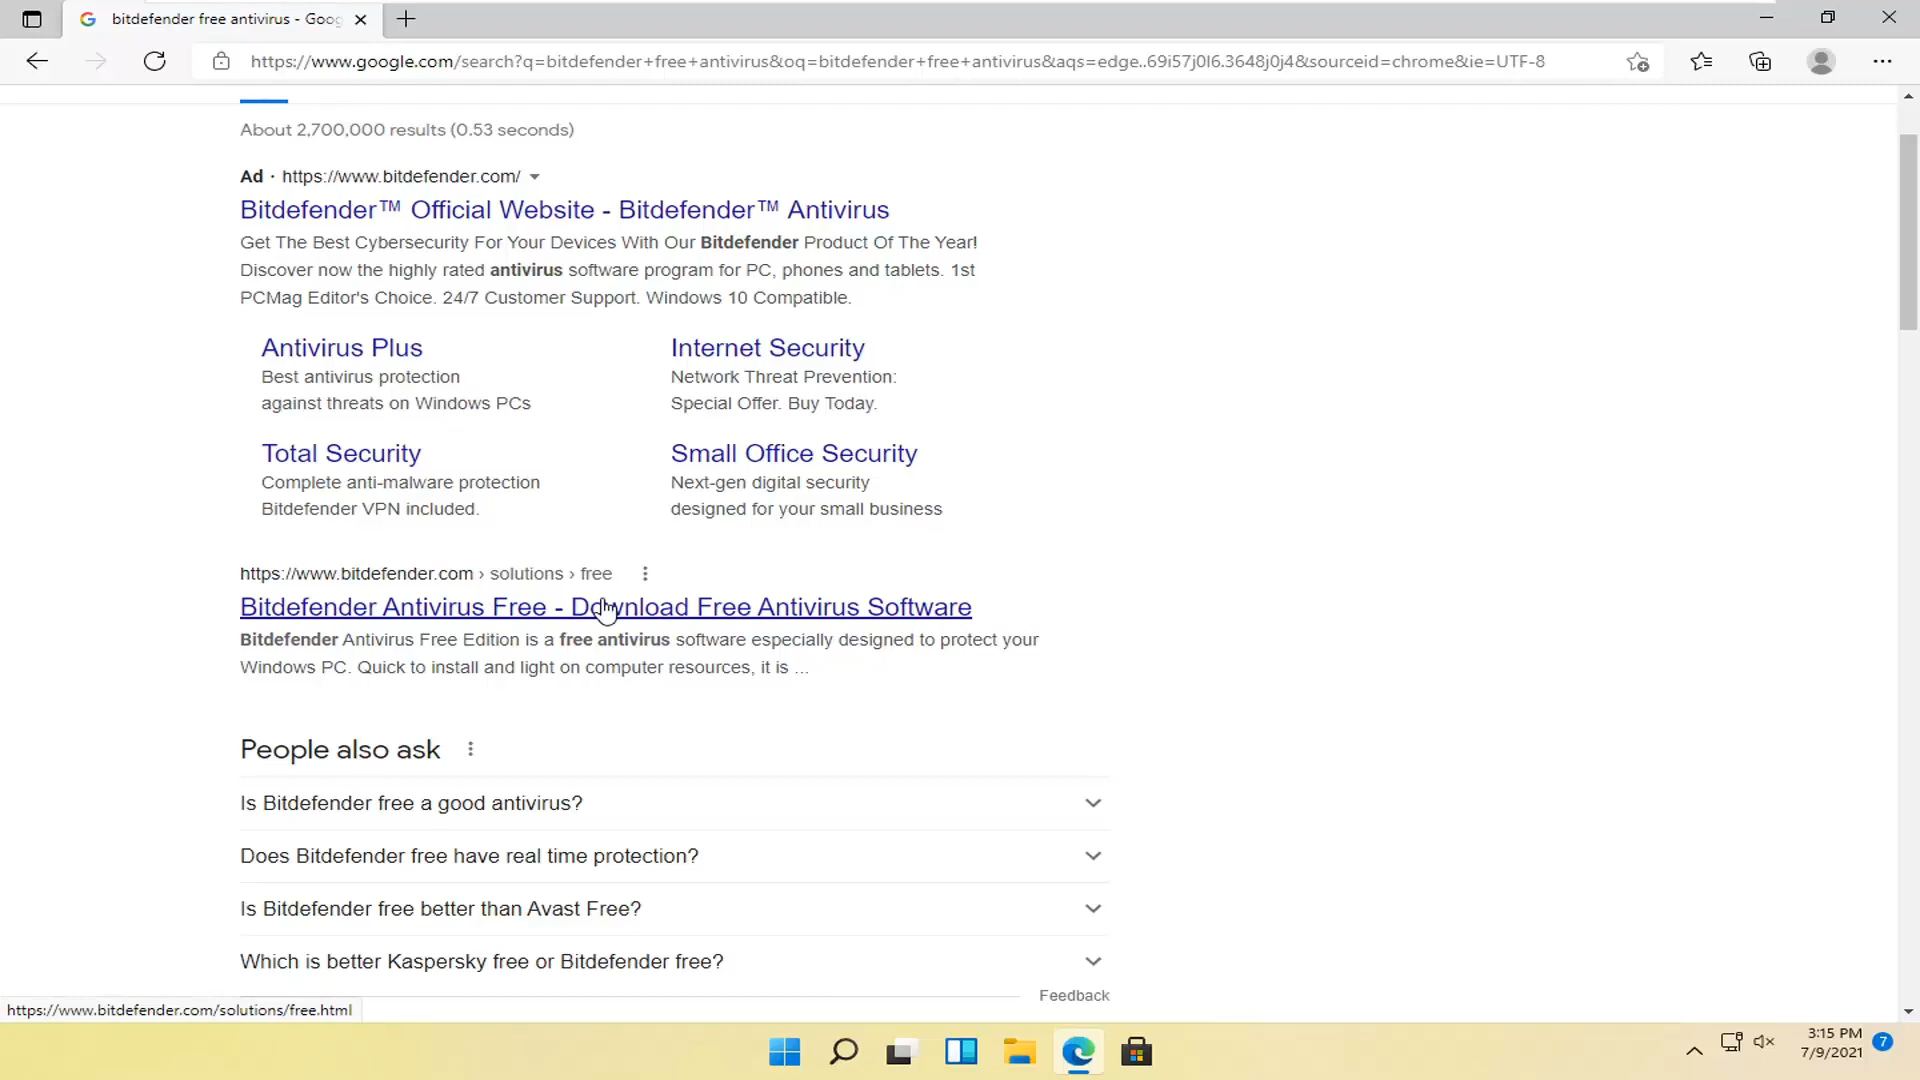 bitdefender free antivirus - Goog
https://www.google.com/search?q=bitdefender+free+antivirus&oq=bitdefender+free+antivirus&aqs=edge..69i57j0l6.3648j0j4&sourceid=chrome&ie=UTF-8
About 2,700,000 results (0.53 seconds)
Ad · https://www.bitdefender.com/
Bitdefender™ Official Website - Bitdefender™ Antivirus
Get The Best Cybersecurity For Your Devices With Our Bitdefender Product Of The Year!
Discover now the highly rated antivirus software program for PC, phones and tablets. 1st
PCMag Editor's Choice. 24/7 Customer Support. Windows 10 Compatible.
Antivirus Plus
Best antivirus protection
against threats on Windows PCs
Internet Security
Network Threat Prevention:
Special Offer. Buy Today.
Total Security
Complete anti-malware protection
Bitdefender VPN included.
Small Office Security
Next-gen digital security
designed for your small business
https://www.bitdefender.com › solutions › free
Bitdefender Antivirus Free - Download Free Antivirus Software
Bitdefender Antivirus Free Edition is a free antivirus software especially designed to protect your
Windows PC. Quick to install and light on computer resources, it is ...
People also ask
Is Bitdefender free a good antivirus?
Does Bitdefender free have real time protection?
Is Bitdefender free better than Avast Free?
Which is better Kaspersky free or Bitdefender free?
Feedback
https://www.bitdefender.com/solutions/free.html
3:15 PM
7/9/2021
7